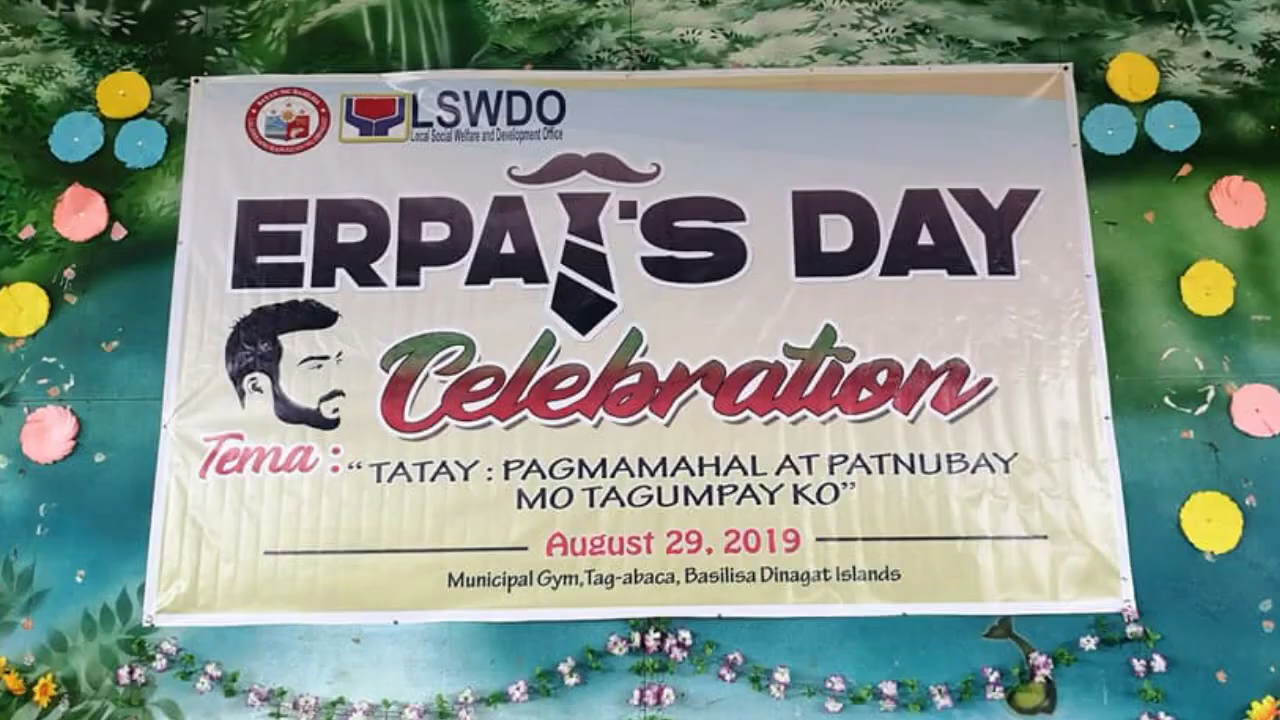 LSWDO
Local Social Welfare and Development Office
ERPAT'S DAY
Celebration
Tema : “TATAY : PAGMAMAHAL AT PATNUBAY
MO TAGUMPAY KO”
August 29, 2019
Municipal Gym,Tag-abaca, Basilisa Dinagat Islands